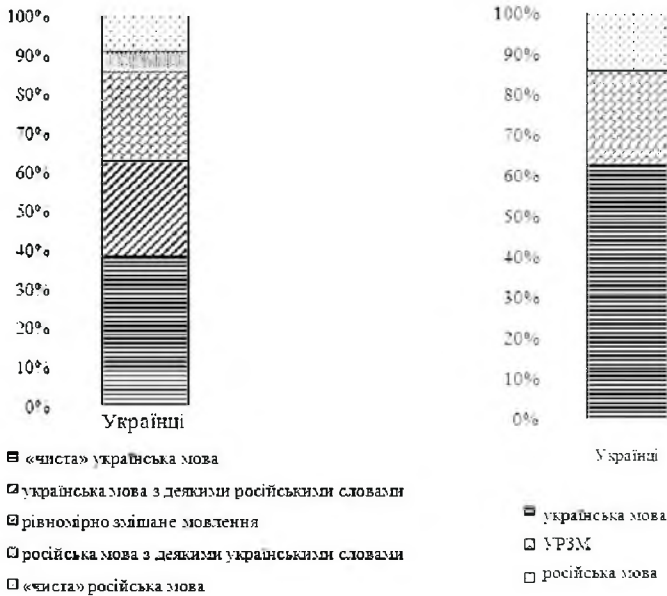 100%
90%
80%
70%
60%
50%
40%
30%
20%
10%
0%
Українці
«чиста» українська мова
українська мова з деякими російськими словами
рівномірно змішане мовлення
російська мова з деякими українськими словами
«чиста» російська мова
100%
90%
80%
70%
60%
50%
40%
30%
20%
10%
0%
Українці
українська мова
УРЗМ
російська мова